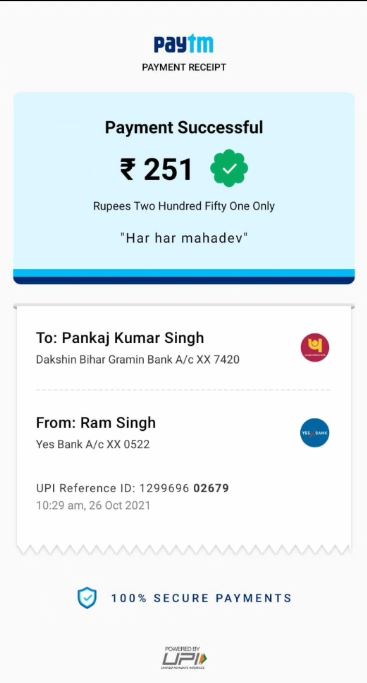 paytm
PAYMENT RECEIPT
Payment Successful
₹ 251
Rupees Two Hundred Fifty One Only
"Har har mahadev"
To: Pankaj Kumar Singh
Dakshin Bihar Gramin Bank A/c XX 7420
From: Ram Singh
Yes Bank A/c XX 0522
YES BANK
UPI Reference ID: 1299696 02679
10:29 am, 26 Oct 2021
100% SECURE PAYMENTS
POWERED BY
UPI
UNIFIED PAYMENTS INTERFACE